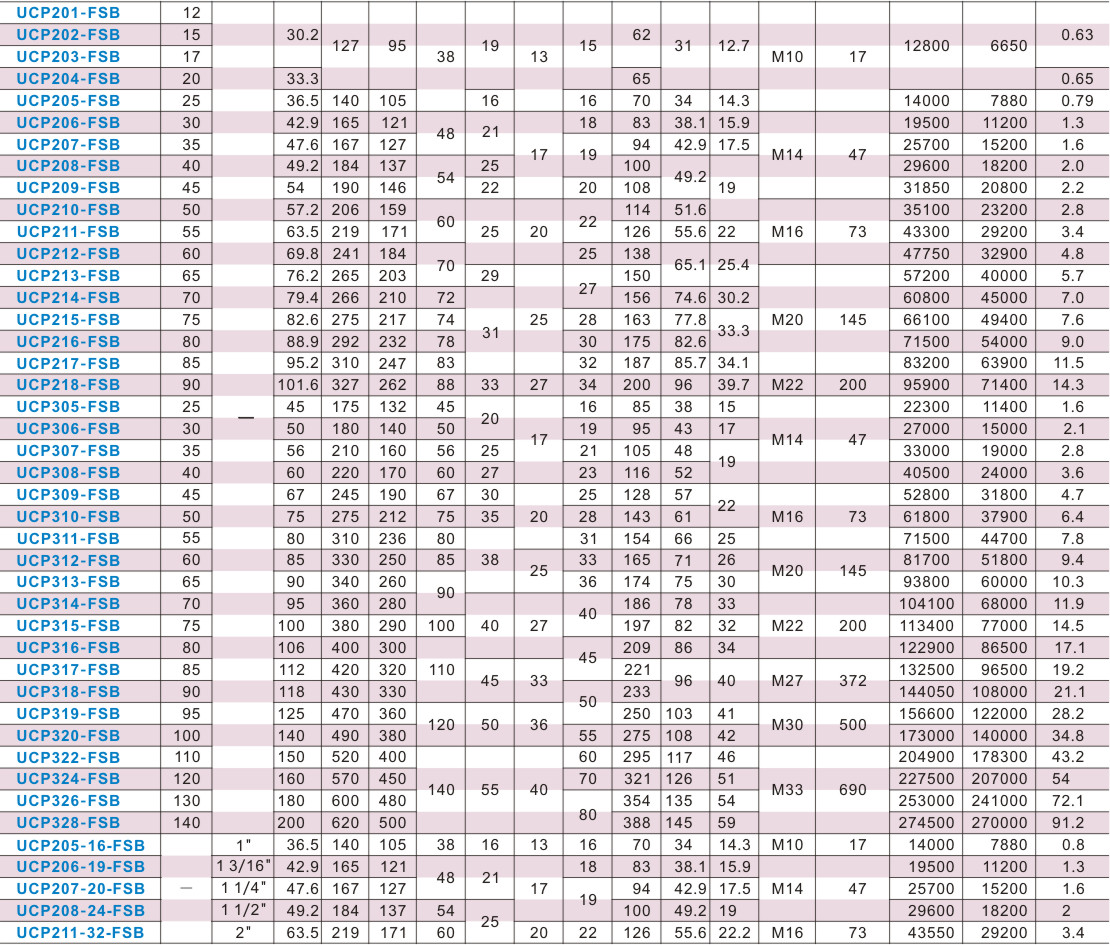 UCP201-FSB 12
UCP202-FSB 15 30.2 62 0.63
127 95 19 15 31 12.7 12800 6650
UCP203-FSB 17 38 13 M10 17
UCP204-FSB 20 33.3 65 0.65
UCP205-FSB 25 36.5 140 105 16 16 70 34 14.3 14000 7880 0.79
UCP206-FSB 30 42.9 165 121 18 83 38.1 15.9 19500 11200 1.3
48 21
UCP207-FSB 35 47.6 167 127 94 42.9 17.5 25700 15200 1.6
17 19 M14 47
UCP208-FSB 40 49.2 184 137 25 100 29600 18200 2.0
54 49.2
UCP209-FSB 45 54 190 146 22 20 108 19 31850 20800 2.2
UCP210-FSB 50 57.2 206 159 114 51.6 35100 23200 2.8
60 22
UCP211-FSB 55 63.5 219 171 25 20 126 55.6 22 M16 73 43300 29200 3.4
UCP212-FSB 60 69.8 241 184 25 138 47750 32900 4.8
70 65.1 25.4
UCP213-FSB 65 76.2 265 203 29 150 57200 40000 5.7
27
UCP214-FSB 70 79.4 266 210 72 156 74.6 30.2 60800 45000 7.0
UCP215-FSB 75 82.6 275 217 74 25 28 163 77.8 M20 145 66100 49400 7.6
31 33.3
UCP216-FSB 80 88.9 292 232 78 30 175 82.6 71500 54000 9.0
UCP217-FSB 85 95.2 310 247 83 32 187 85.7 34.1 83200 63900 11.5
UCP218-FSB 90 101.6 327 262 88 33 27 34 200 96 39.7 M22 200 95900 71400 14.3
UCP305-FSB 25 — 45 175 132 45 16 85 38 15 22300 11400 1.6
20
UCP306-FSB 30 50 180 140 50 19 95 43 17 27000 15000 2.1
17 M14 47
UCP307-FSB 35 56 210 160 56 25 21 105 48 33000 19000 2.8
19
UCP308-FSB 40 60 220 170 60 27 23 116 52 40500 24000 3.6
UCP309-FSB 45 67 245 190 67 30 25 128 57 52800 31800 4.7
22
UCP310-FSB 50 75 275 212 75 35 20 28 143 61 M16 73 61800 37900 6.4
UCP311-FSB 55 80 310 236 80 31 154 66 25 71500 44700 7.8
UCP312-FSB 60 85 330 250 85 38 33 165 71 26 81700 51800 9.4
25 M20 145
UCP313-FSB 65 90 340 260 36 174 75 30 93800 60000 10.3
90
UCP314-FSB 70 95 360 280 186 78 33 104100 68000 11.9
40
UCP315-FSB 75 100 380 290 100 40 27 197 82 32 M22 200 113400 77000 14.5
UCP316-FSB 80 106 400 300 209 86 34 122900 86500 17.1
45
UCP317-FSB 85 112 420 320 110 221 132500 96500 19.2
45 33 96 40 M27 372
UCP318-FSB 90 118 430 330 233 144050 108000 21.1
50
UCP319-FSB 95 125 470 360 250 103 41 156600 122000 28.2
120 50 36 M30 500
UCP320-FSB 100 140 490 380 55 275 108 42 173000 140000 34.8
UCP322-FSB 110 150 520 400 60 295 117 46 204900 178300 43.2
UCP324-FSB 120 160 570 450 70 321 126 51 227500 207000 54
140 55 40 M33 690
UCP326-FSB 130 180 600 480 354 135 54 253000 241000 72.1
80
UCP328-FSB 140 200 620 500 388 145 59 274500 270000 91.2
UCP205-16-FSB 1" 36.5 140 105 38 16 13 16 70 34 14.3 M10 17 14000 7880 0.8
UCP206-19-FSB 1 3/16" 42.9 165 121 18 83 38.1 15.9 19500 11200 1.3
48 21
UCP207-20-FSB — 1 1/4" 47.6 167 127 17 94 42.9 17.5 M14 47 25700 15200 1.6
19
UCP208-24-FSB 1 1/2" 49.2 184 137 54 100 49.2 19 29600 18200 2
25
UCP211-32-FSB 2" 63.5 219 171 60 20 22 126 55.6 22.2 M16 73 43550 29200 3.4